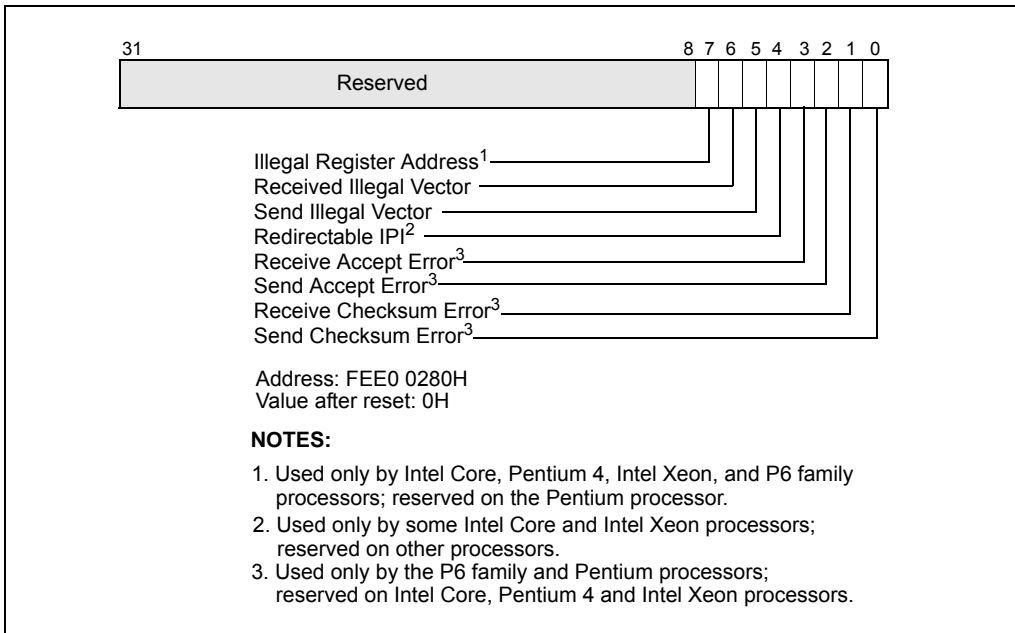 31 8 7 6 5 4 3 2 1 0
Reserved
Illegal Register Address1
Received Illegal Vector
Send Illegal Vector
Redirectable IPI2
Receive Accept Error3
Send Accept Error3
Receive Checksum Error3
Send Checksum Error3
Address: FEE0 0280H
Value after reset: 0H
NOTES:
1. Used only by Intel Core, Pentium 4, Intel Xeon, and P6 family
processors; reserved on the Pentium processor.
2. Used only by some Intel Core and Intel Xeon processors;
reserved on other processors.
3. Used only by the P6 family and Pentium processors;
reserved on Intel Core, Pentium 4 and Intel Xeon processors.